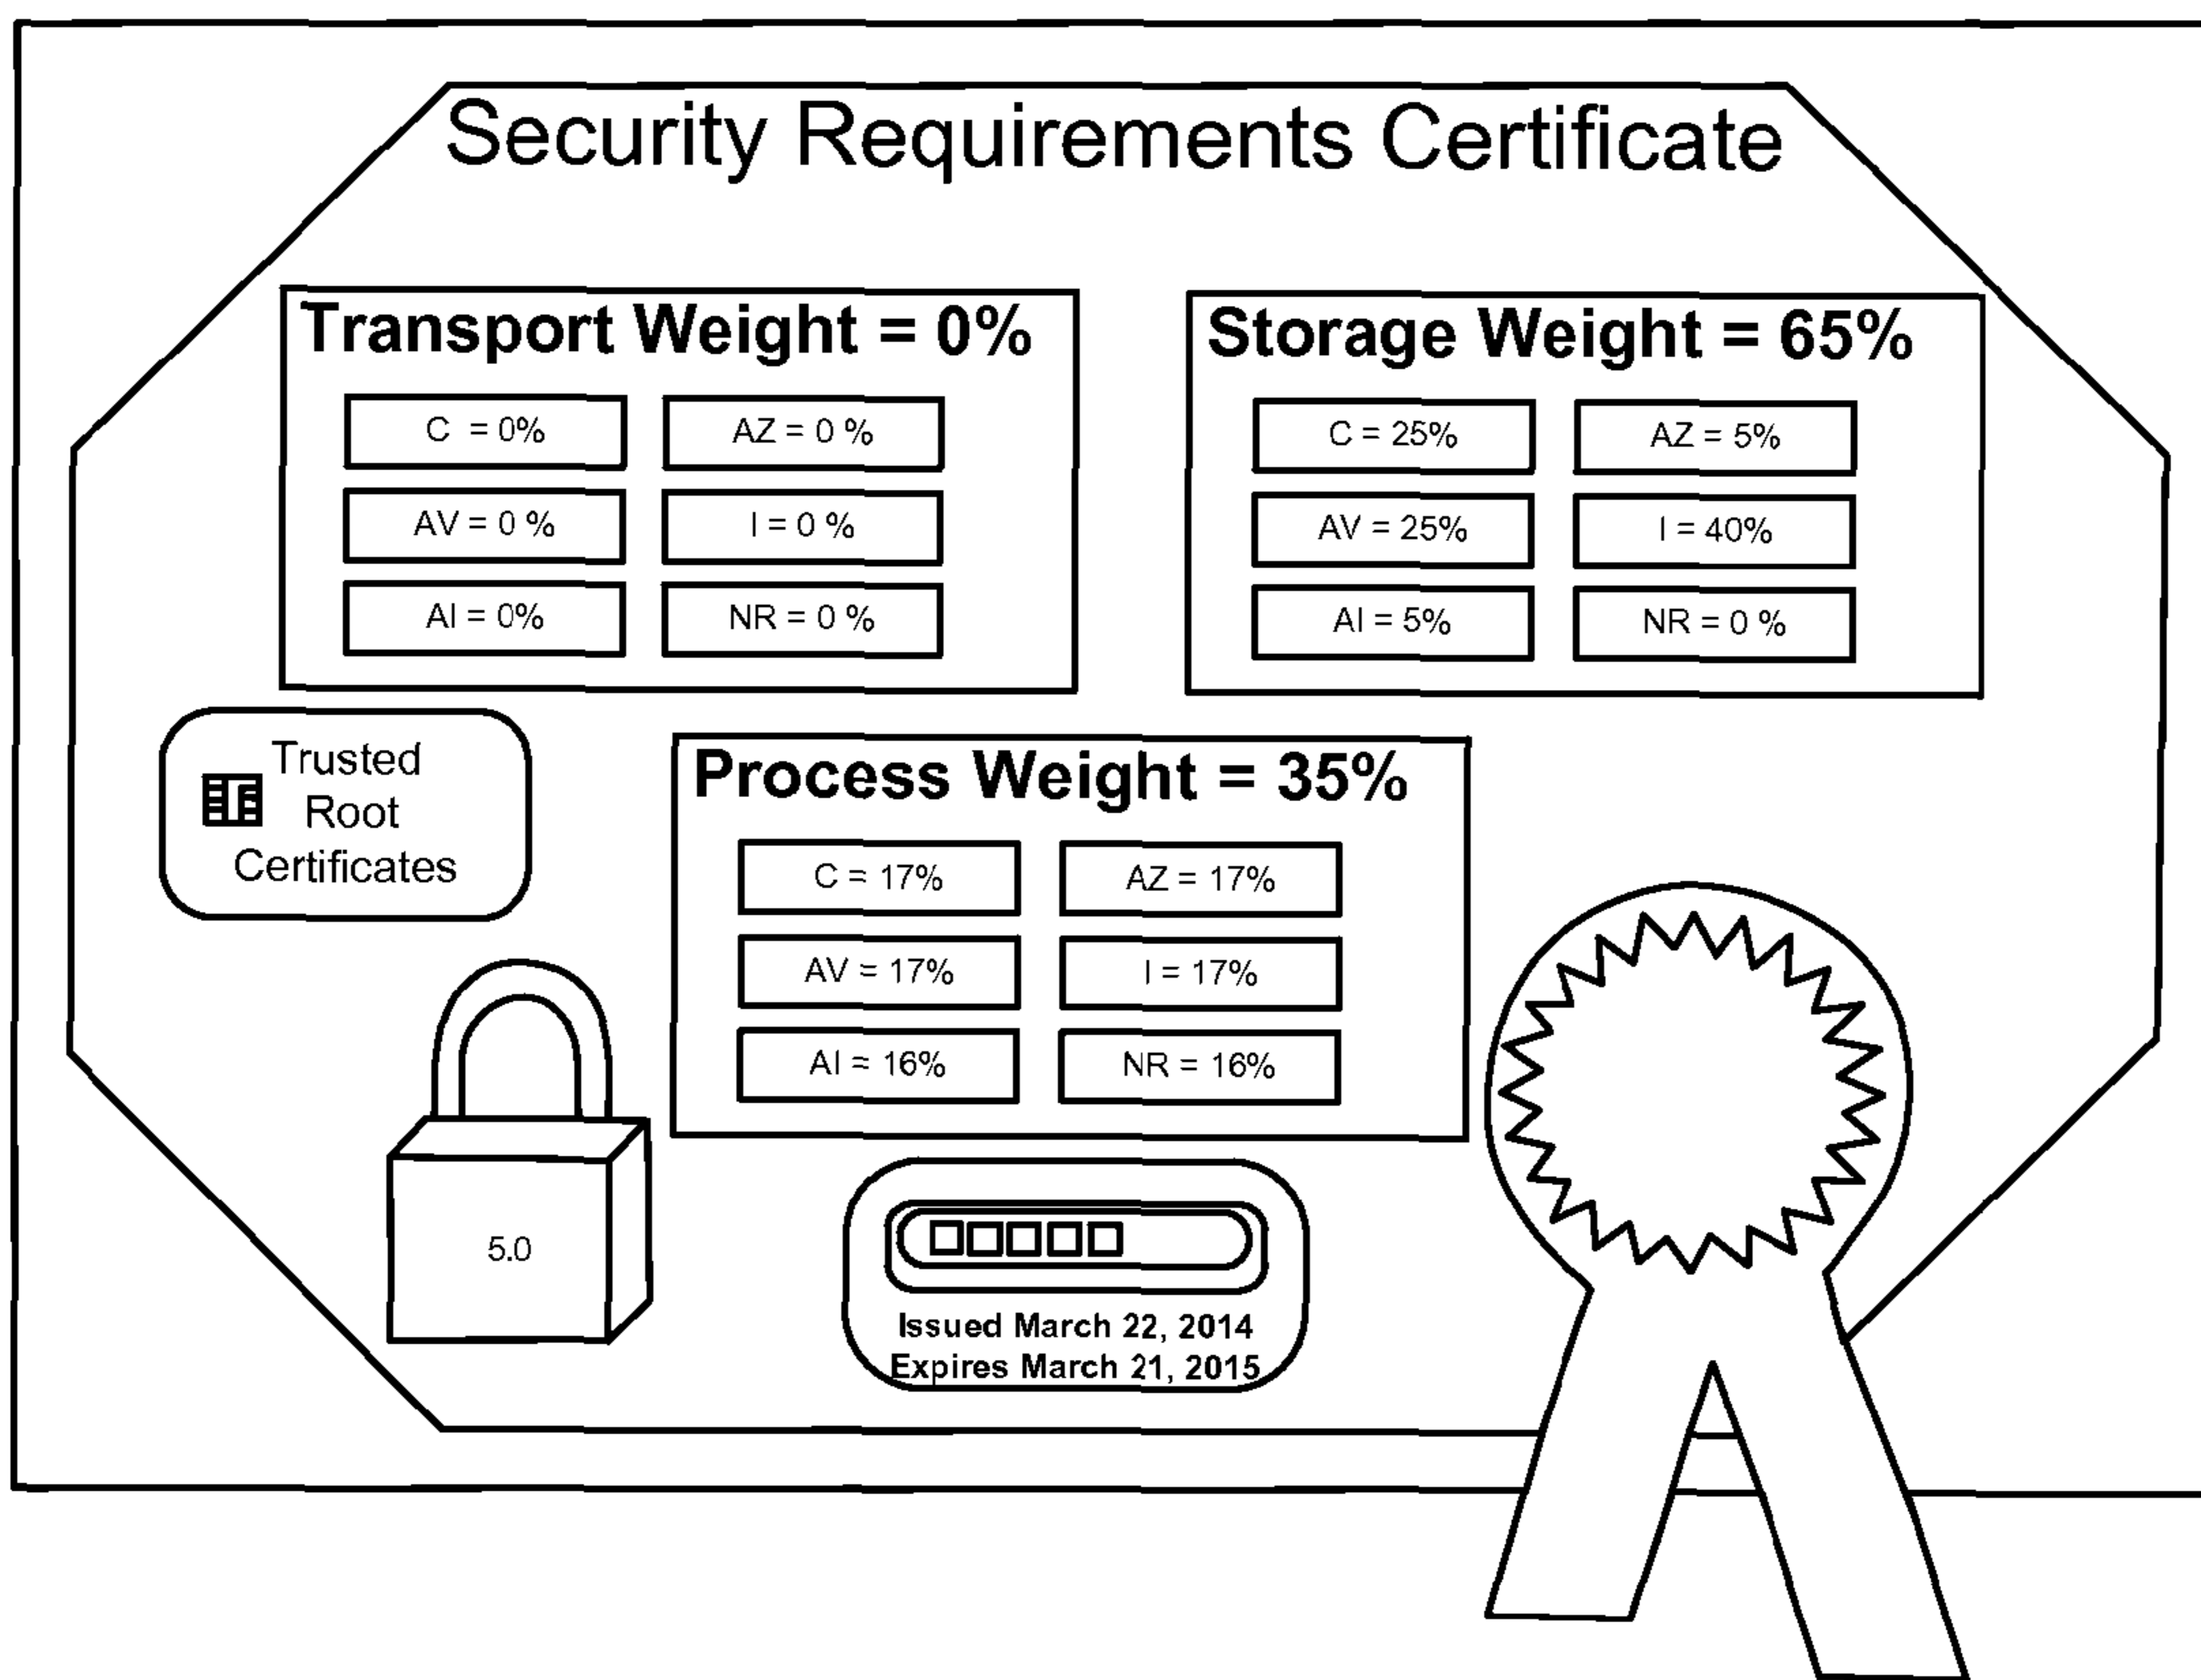 Security Requirements Certificate
Transport Weight = 0%
C = 0%
AZ = 0 %
AV = 0 %
I = 0 %
AI = 0%
NR = 0 %
Storage Weight = 65%
C = 25%
AZ = 5%
AV = 25%
I = 40%
AI = 5%
NR = 0 %
Trusted
Root
Certificates
Process Weight = 35%
C = 17%
AZ = 17%
AV = 17%
I = 17%
AI = 16%
NR = 16%
5.0
Issued March 22, 2014
Expires March 21, 2015